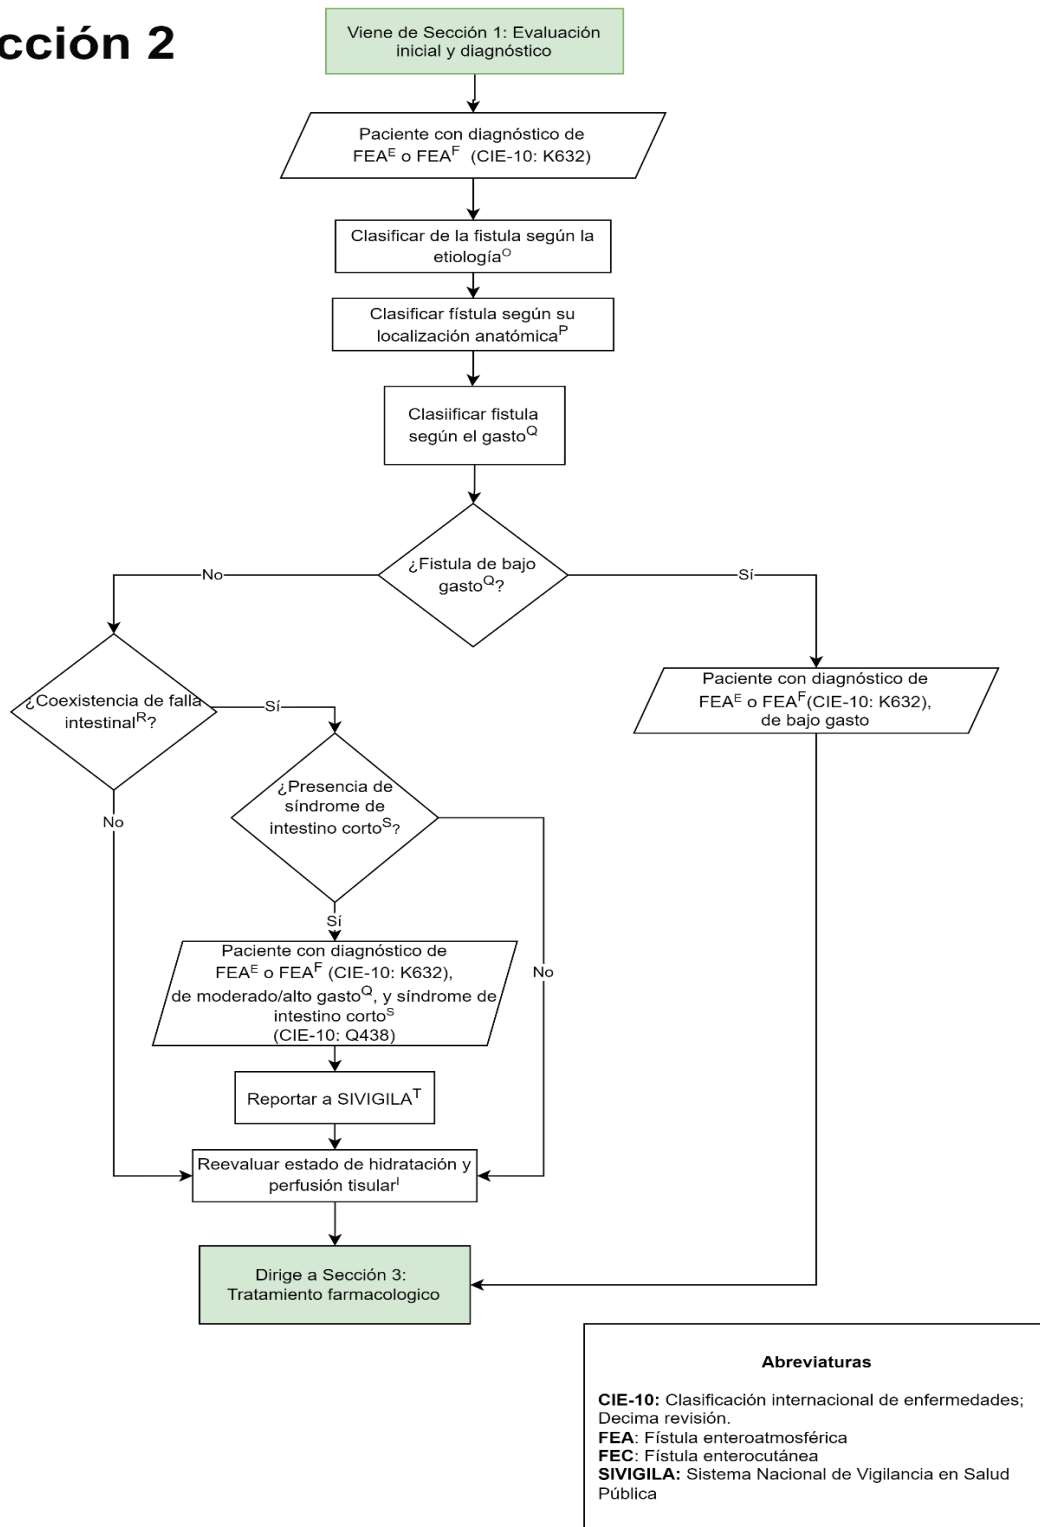 cción 2
Viene de Sección 1: Evaluación
inicial y diagnóstico
Paciente con diagnóstico de
FEAᴱ o FEAF (CIE-10: K632)
Clasificar de la fistula según la
etiologíaO
Clasificar fístula según su
localización anatómicaP
Clasiificar fistula
según el gastoQ
¿Fistula de bajo
gastoQ?
No
Sí
¿Coexistencia de falla
intestinalR?
Sí
No
Paciente con diagnóstico de
FEAᴱ o FEAF(CIE-10: K632),
de bajo gasto
¿Presencia de
síndrome de
intestino cortoS?
Sí
No
Paciente con diagnóstico de
FEAᴱ o FEAF (CIE-10: K632),
de moderado/alto gastoQ, y síndrome de
intestino cortoS
(CIE-10: Q438)
Reportar a SIVIGILAT
Reevaluar estado de hidratación y
perfusión tisularI
Dirige a Sección 3:
Tratamiento farmacologico
Abreviaturas
CIE-10: Clasificación internacional de enfermedades;
Decima revisión.
FEA: Fístula enteroatmosférica
FEC: Fístula enterocutánea
SIVIGILA: Sistema Nacional de Vigilancia en Salud
Pública